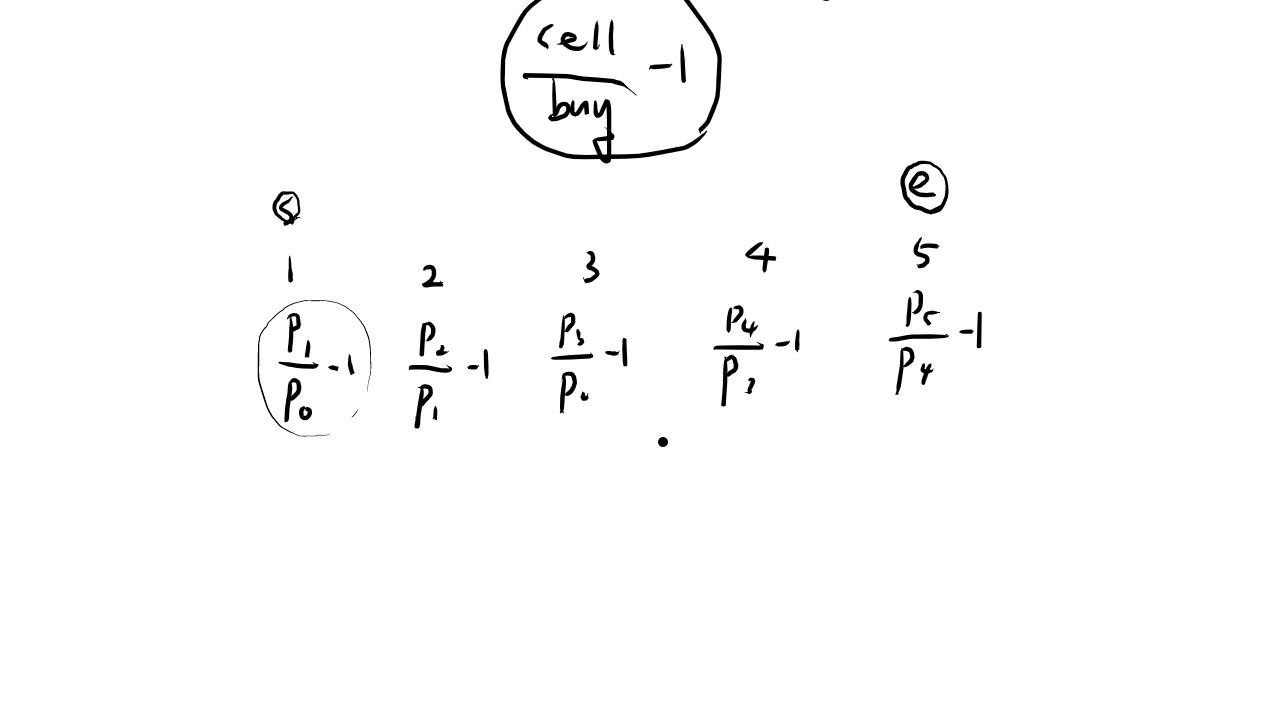 cell
— -1
buy
s e
1 2 3 4 5
P₁/P₀ -1 P₂/P₁ -1 P₃/P₂ -1 P₄/P₃ -1 P₅/P₄ -1